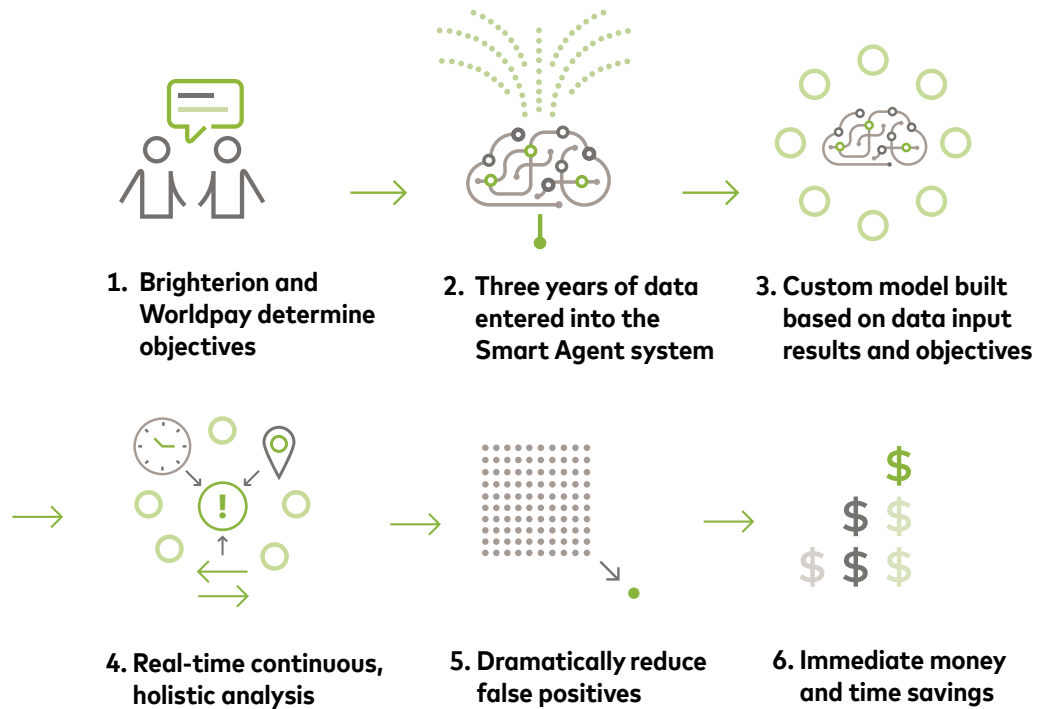 1. Brighterion and
Worldpay determine
objectives
2. Three years of data
entered into the
Smart Agent system
3. Custom model built
based on data input
results and objectives
!
4. Real-time continuous,
holistic analysis
5. Dramatically reduce
false positives
$
$ $
$ $ $
6. Immediate money
and time savings